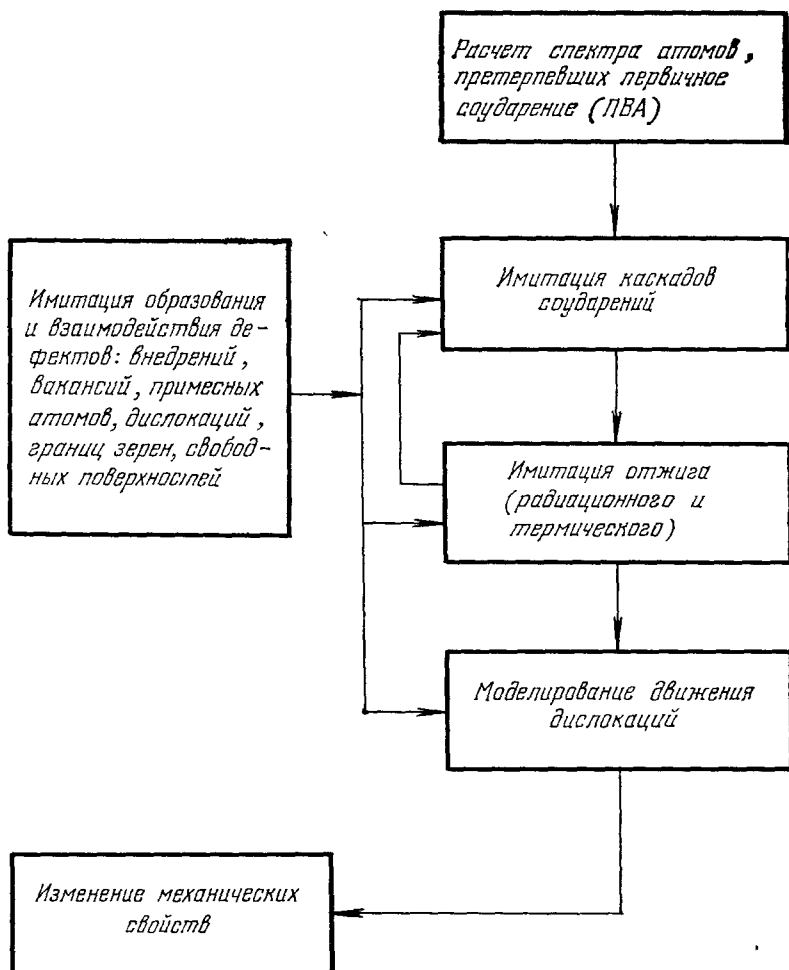 Расчет спектра атомов,
претерпевших первичное
соударение (ПВА)
Имитация каскадов
соударений
Имитация образования
и взаимодействия де-
фектов: внедрений,
вакансий, примесных
атомов, дислокаций,
границ зерен, свобод-
ных поверхностей
Имитация отжига
(радиационного и
термического)
Моделирование движения
дислокаций
Изменение механических
свойств